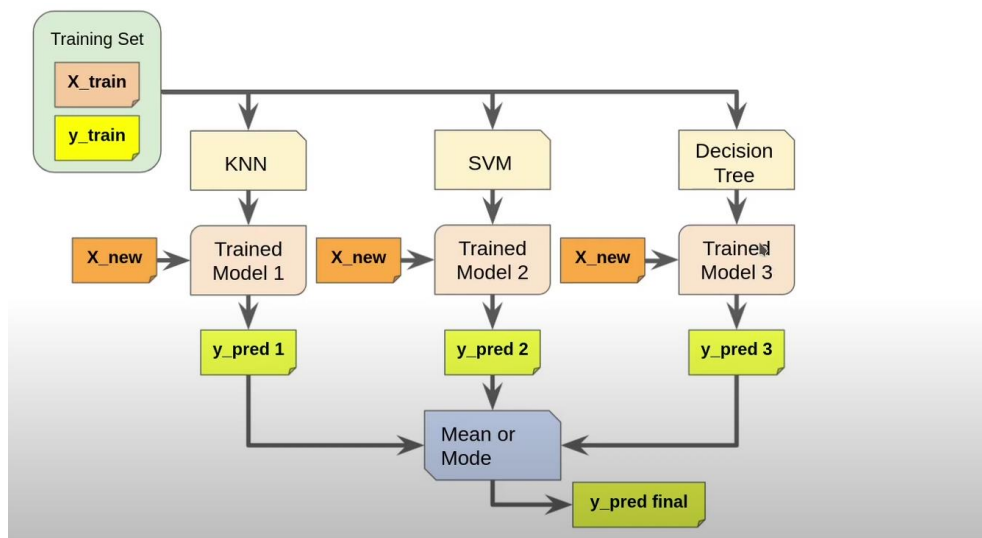 Training Set
X_train
y_train
KNN
SVM
Decision
Tree
X_new
Trained
Model 1
X_new
Trained
Model 2
X_new
Trained
Model 3
y_pred 1
y_pred 2
y_pred 3
Mean or
Mode
y_pred final